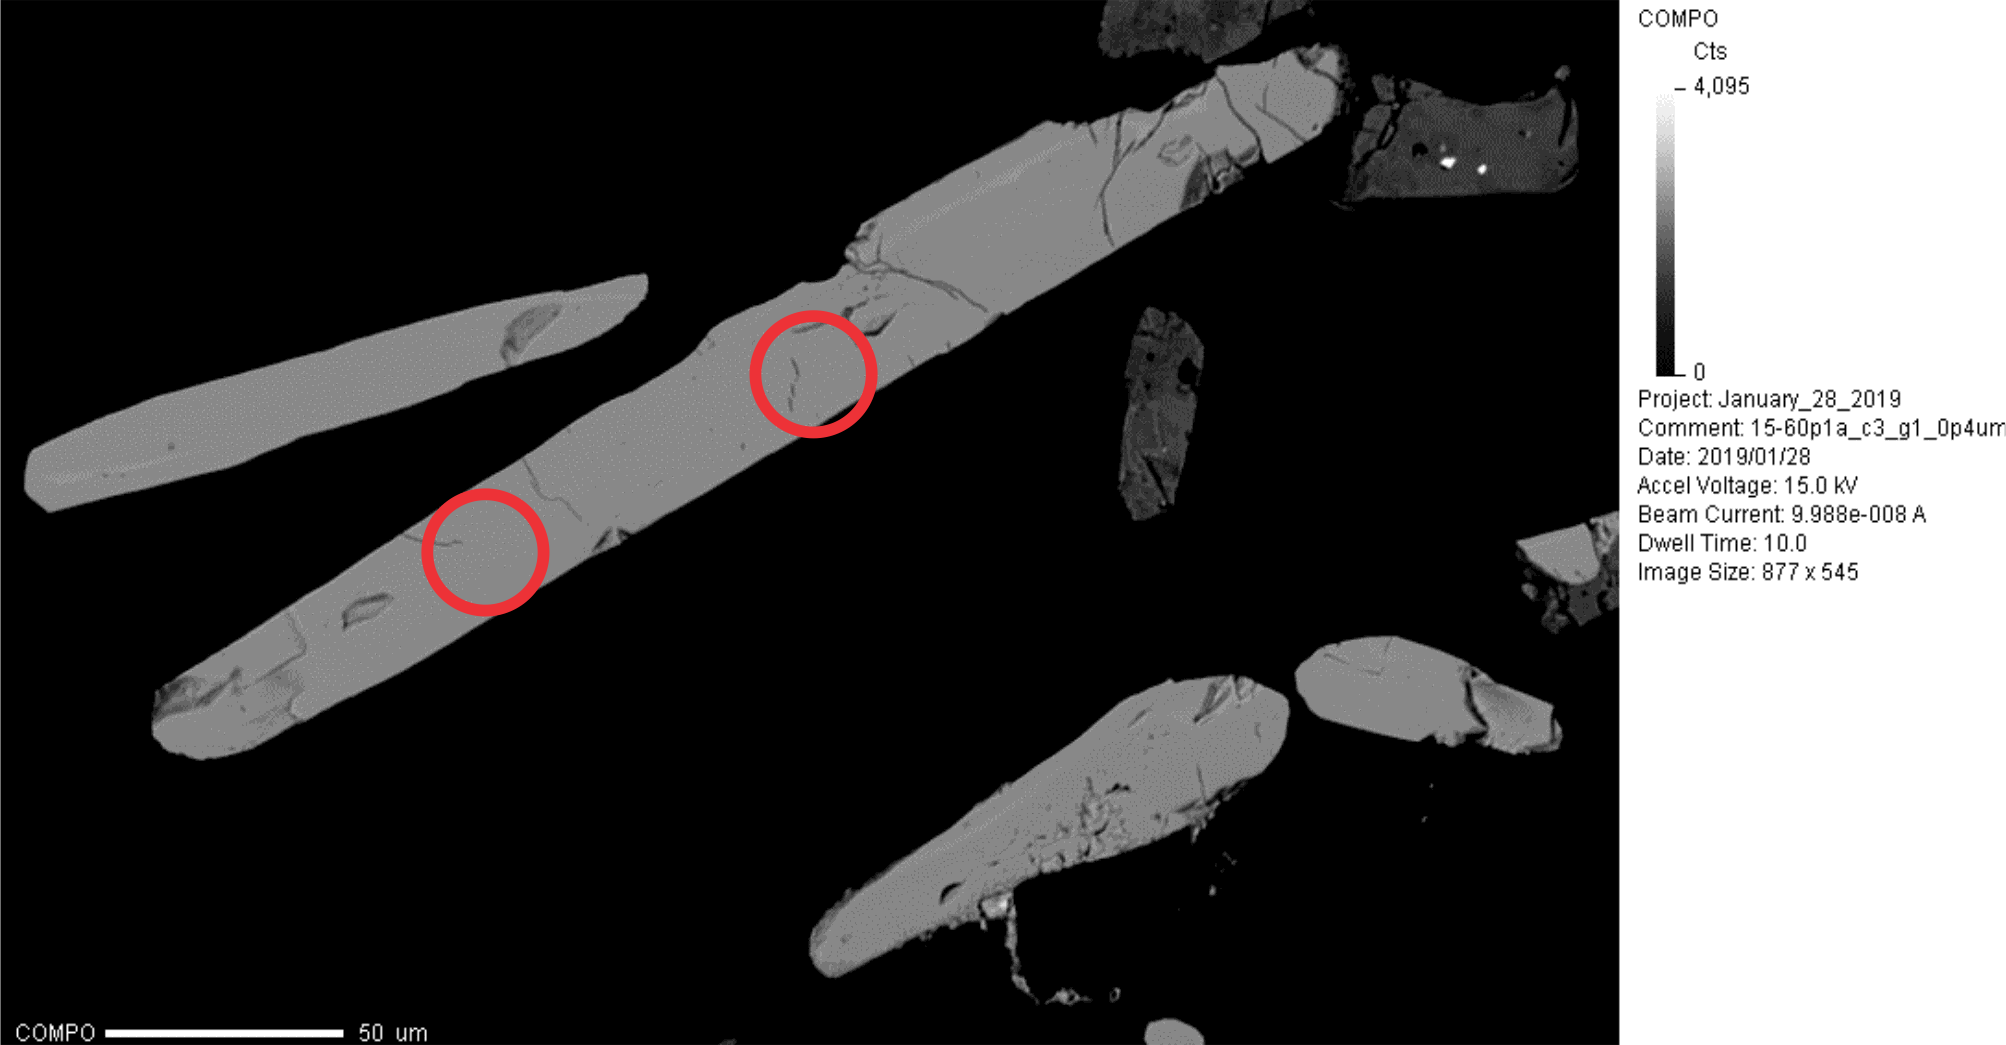 COMPO
Cts
4,095
0
Project: January_28_2019
Comment: 15-60p1a_c3_g1_0p4um
Date: 2019/01/28
Accel Voltage: 15.0 kV
Beam Current: 9.988e-008 A
Dwell Time: 10.0
Image Size: 877 x 545
COMPO 50 um